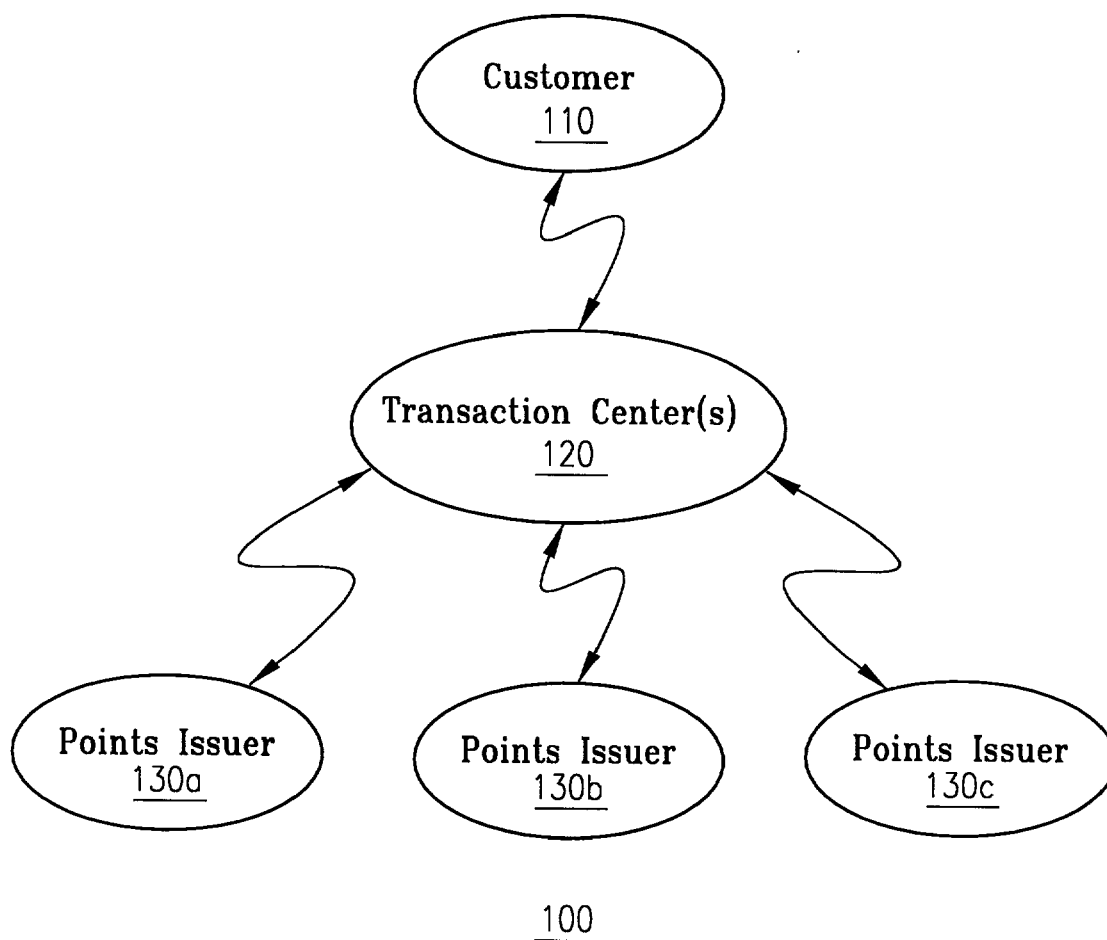 Customer
110
Transaction Center(s)
120
Points Issuer
130a
Points Issuer
130b
Points Issuer
130c
100